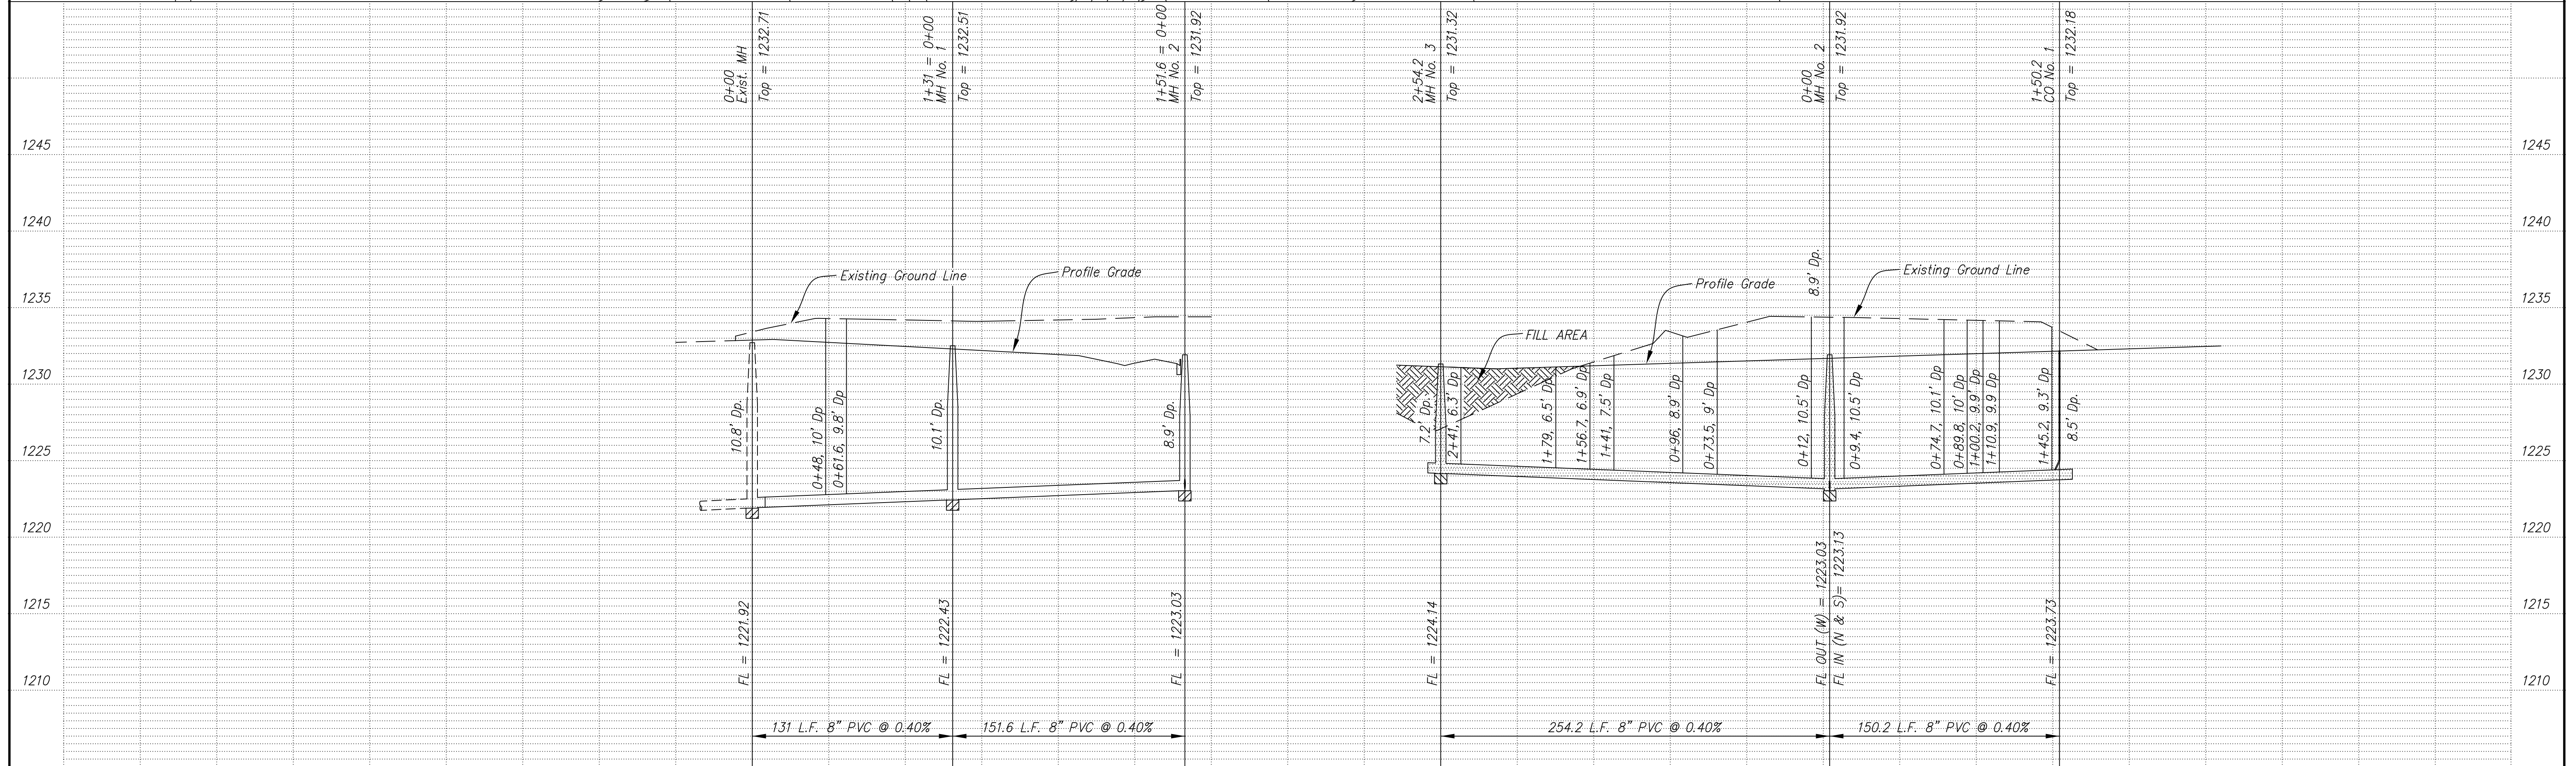 0+00
Exist. MH
Top = 1232.71
1+31 = 0+00
MH No. 1
Top = 1232.51
1+51.6 = 0+00
MH No. 2
Top = 1231.92
2+54.2
MH No. 3
Top = 1231.32
0+00
MH No. 2
Top = 1231.92
1+50.2
CO No. 1
Top = 1232.18
1245
1245
1240
1240
1235
1235
1230
1230
1225
1225
1220
1220
1215
1215
1210
1210
Existing Ground Line
Profile Grade
FILL AREA
Profile Grade
8.9' Dp.
Existing Ground Line
10.8' Dp.
0+48, 10' Dp
0+61.6, 9.8' Dp
10.1' Dp.
8.9' Dp.
7.2' Dp.
2+41, 6.3' Dp
1+79, 6.5' Dp
1+56.7, 6.9' Dp
1+41, 7.5' Dp
0+96, 8.9' Dp
0+73.5, 9' Dp
0+12, 10.5' Dp
0+9.4, 10.5' Dp
0+74.7, 10.1' Dp
0+89.8, 10' Dp
1+00.2, 9.9 Dp
1+10.9, 9.9 Dp
1+45.2, 9.3' Dp
8.5' Dp.
FL = 1221.92
FL = 1222.43
FL = 1223.03
FL = 1224.14
FL OUT (W) = 1223.03
FL IN (N & S)= 1223.13
FL = 1223.73
131 L.F. 8" PVC @ 0.40%
151.6 L.F. 8" PVC @ 0.40%
254.2 L.F. 8" PVC @ 0.40%
150.2 L.F. 8" PVC @ 0.40%